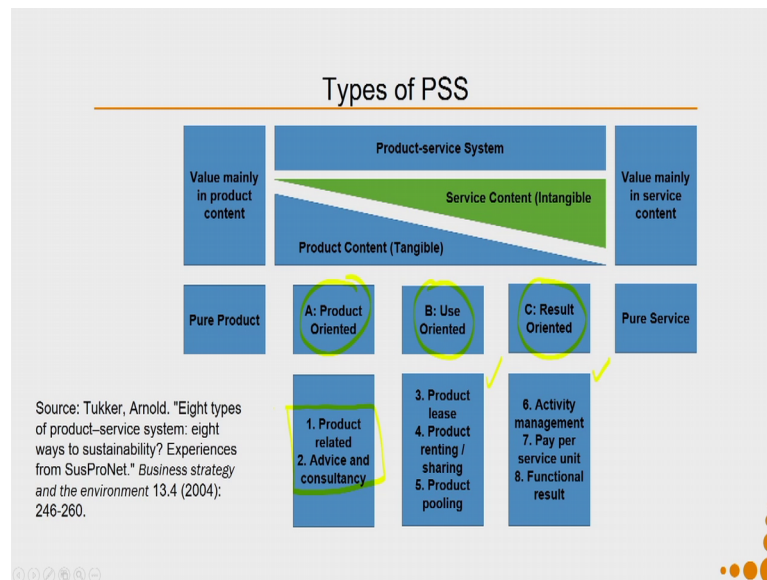 Types of PSS
Value mainly
in product
content
Product-service System
Service Content (Intangible
Product Content (Tangible)
Value mainly
in service
content
Pure Product
A: Product
Oriented
B: Use
Oriented
C: Result
Oriented
Pure Service
1. Product
related
2. Advice and
consultancy
3. Product
lease
4. Product
renting /
sharing
5. Product
pooling
6. Activity
management
7. Pay per
service unit
8. Functional
result
Source: Tukker, Arnold. "Eight types
of product–service system: eight
ways to sustainability? Experiences
from SusProNet." Business strategy
and the environment 13.4 (2004):
246-260.